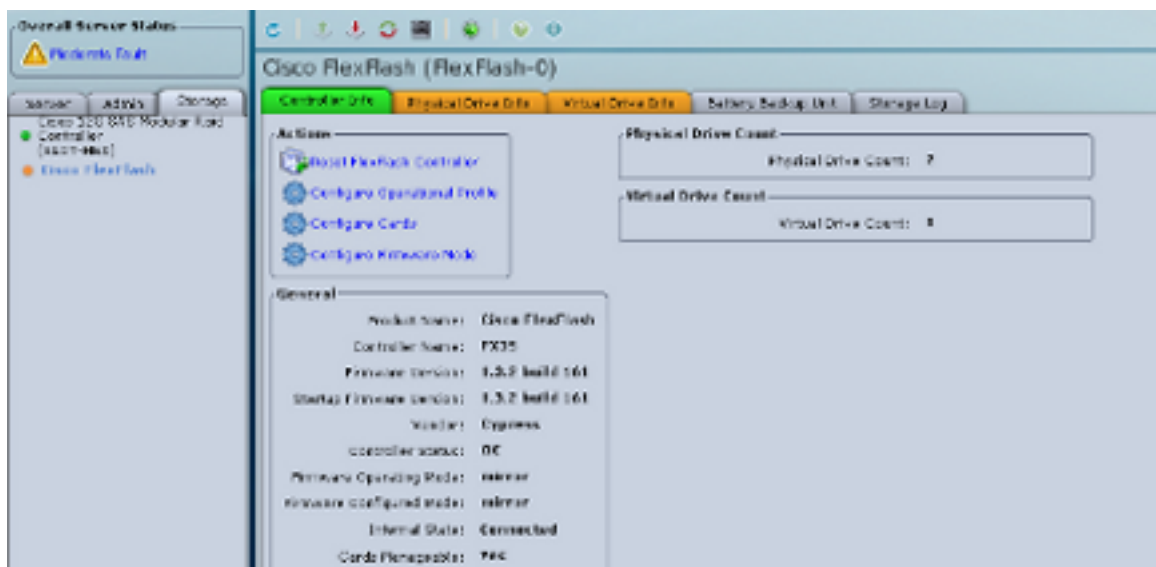 Overall Server Status
Moderate Fault
Server Admin Storage
Controller
Cisco FlexFlash
Cisco FlexFlash (FlexFlash-0)
Controller Info Physical Drive Info Virtual Drive Info Battery Backup Unit Storage Log
Actions
Reset FlexFlash Controller
Configure Operational Profile
Configure Cards
Configure Firmware Mode
Physical Drive Count
Physical Drive Count: 2
Virtual Drive Count
Virtual Drive Count:
General
Product Name: Cisco FlexFlash
Controller Name: FX3S
Firmware Version: 1.3.2 build 161
Startup Firmware Version: 1.3.2 build 161
Vendor: Cypress
Controller Status: OK
Firmware Operating Mode: mirror
Firmware Configured Mode: mirror
Internal State: Connected
Cards Manageable: Yes